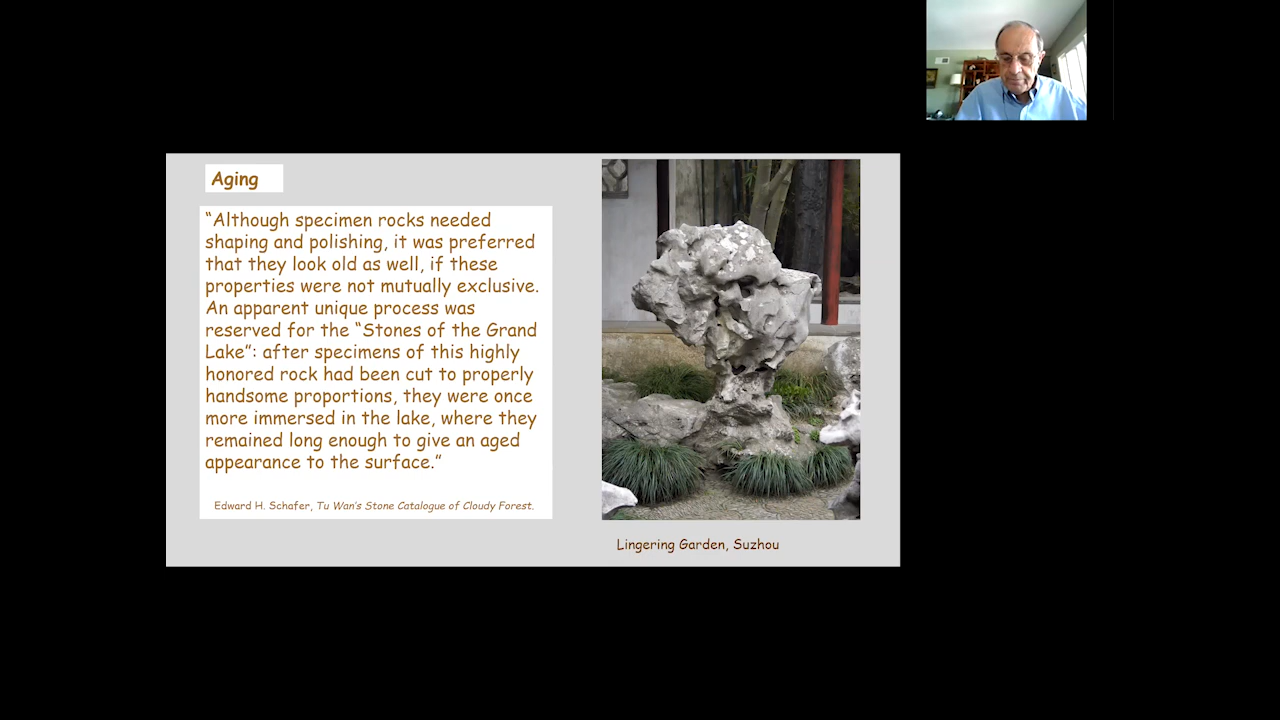 Aging
“Although specimen rocks needed
shaping and polishing, it was preferred
that they look old as well, if these
properties were not mutually exclusive.
An apparent unique process was
reserved for the “Stones of the Grand
Lake”: after specimens of this highly
honored rock had been cut to properly
handsome proportions, they were once
more immersed in the lake, where they
remained long enough to give an aged
appearance to the surface.”
Edward H. Schafer, Tu Wan’s Stone Catalogue of Cloudy Forest.
Lingering Garden, Suzhou